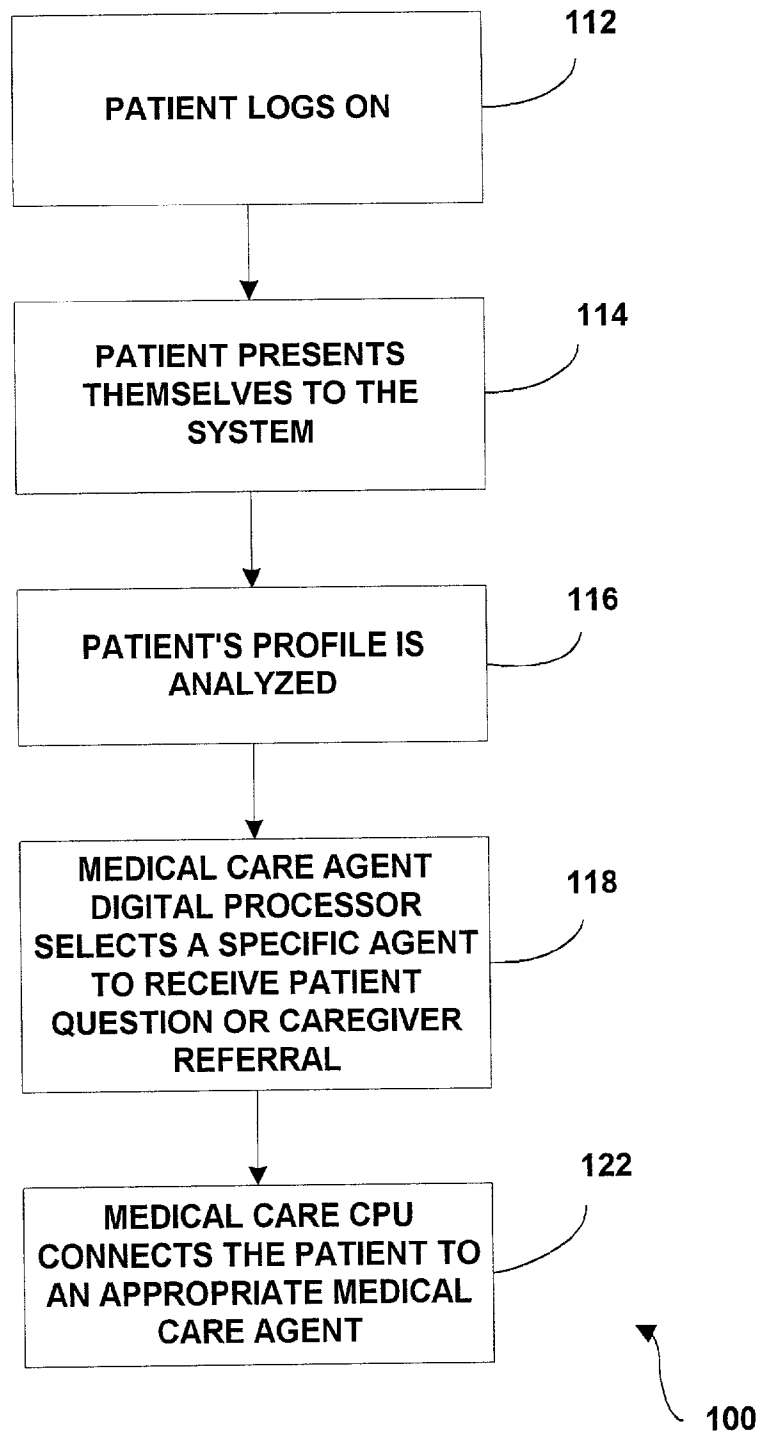 112
PATIENT LOGS ON
114
PATIENT PRESENTS
THEMSELVES TO THE
SYSTEM
116
PATIENT'S PROFILE IS
ANALYZED
MEDICAL CARE AGENT
DIGITAL PROCESSOR
118
SELECTS A SPECIFIC AGENT
TO RECEIVE PATIENT
QUESTION OR CAREGIVER
REFERRAL
122
MEDICAL CARE CPU
CONNECTS THE PATIENT TO
AN APPROPRIATE MEDICAL
CARE AGENT
100